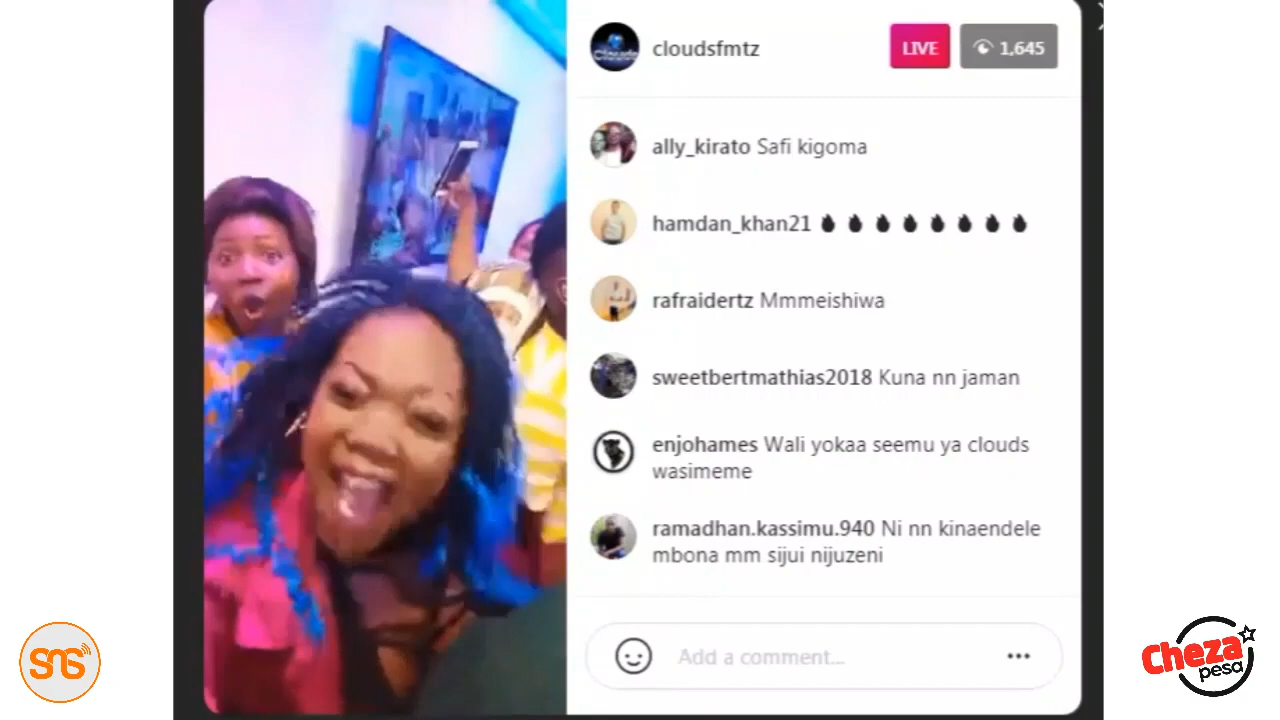 cloudsfmtz
LIVE
1,645
ally_kirato Safi kigoma
hamdan_khan21
rafraidertz Mmmeishiwa
sweetbertmathias2018 Kuna nn jaman
enjohames Wali yokaa seemu ya clouds
wasimeme
ramadhan.kassimu.940 Ni nn kinaendele
mbona mm sijui nijuzeni
Add a comment...
SNS
Cheza
pesa